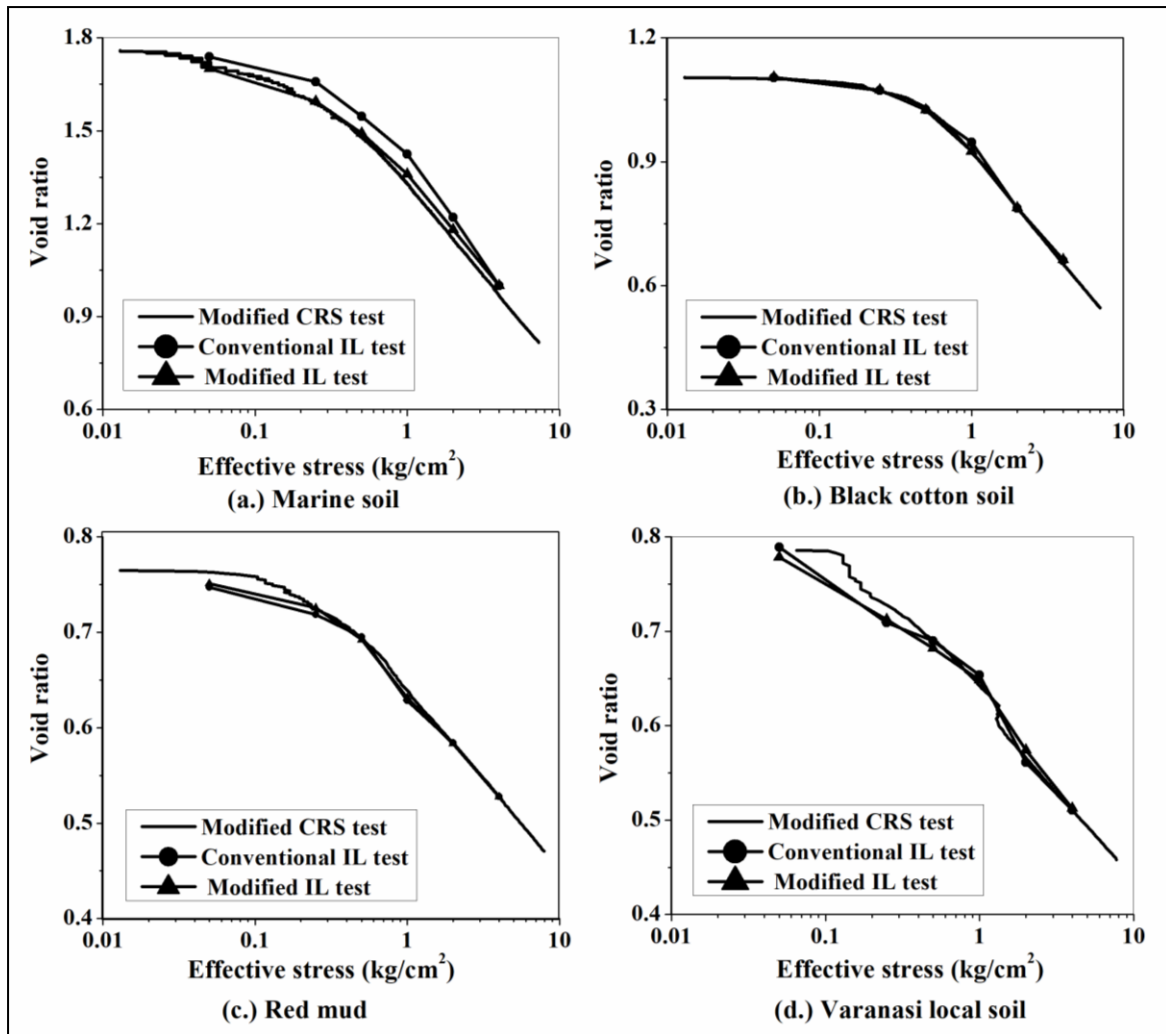 1.8
1.5
1.2
0.9
0.6
0.01
0.1
1
10
Void ratio
Modified CRS test
Conventional IL test
Modified IL test
Effective stress (kg/cm²)
(a.) Marine soil
1.2
0.9
0.6
0.3
0.01
0.1
1
10
Void ratio
Modified CRS test
Conventional IL test
Modified IL test
Effective stress (kg/cm²)
(b.) Black cotton soil
0.8
0.7
0.6
0.5
0.4
0.01
0.1
1
10
Void ratio
Modified CRS test
Conventional IL test
Modified IL test
Effective stress (kg/cm²)
(c.) Red mud
0.8
0.7
0.6
0.5
0.4
0.01
0.1
1
10
Void ratio
Modified CRS test
Conventional IL test
Modified IL test
Effective stress (kg/cm²)
(d.) Varanasi local soil